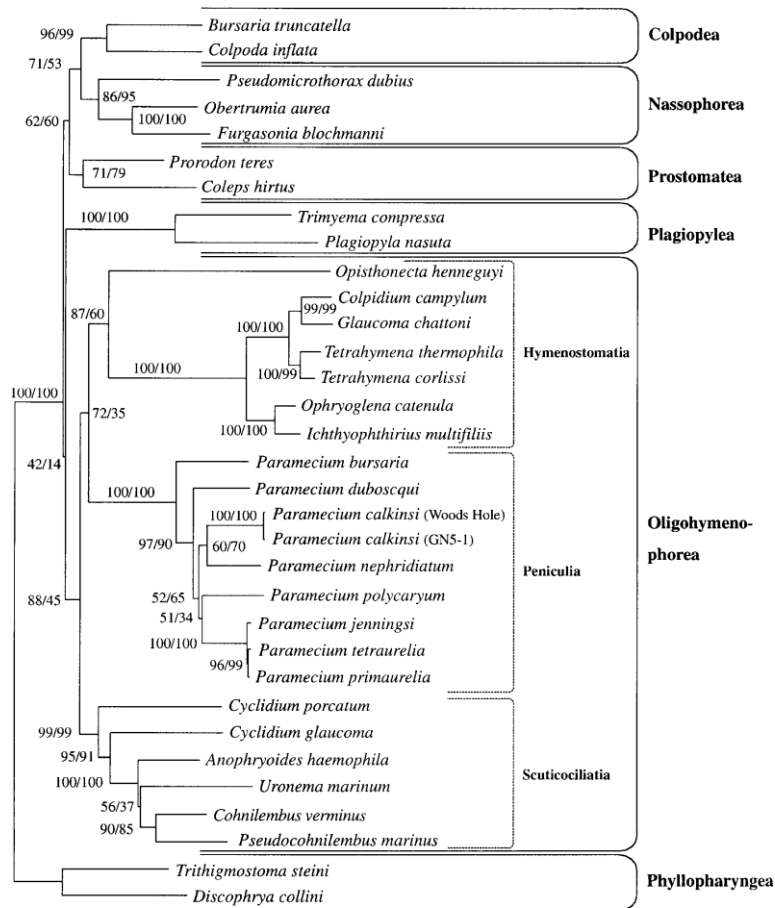 Bursaria truncatella
96/99
Colpodea
Colpoda inflata
71/53
Pseudomicrothorax dubius
86/95
Nassophorea
Obertrumia aurea
62/60
100/100
Furgasonia blochmanni
Prorodon teres
71/79
Prostomatea
Coleps hirtus
100/100
Trimyema compressa
Plagiopylea
Plagiopyla nasuta
Opisthonecta henneguyi
Colpidium campylum
87/60
99/99
Glaucoma chattoni
100/100
Tetrahymena thermophila
Hymenostomatia
100/100
100/99
Tetrahymena corlissi
100/100
Ophryoglena catenula
72/35
100/100
Ichthyophthirius multifiliis
42/14
Paramecium bursaria
100/100
Paramecium duboscqui
100/100
Paramecium calkinsi (Woods Hole)
Oligohymeno-
Paramecium calkinsi (GN5-1)
97/90
60/70
phorea
Paramecium nephridiatum
Peniculia
88/45
52/65
Paramecium polycaryum
51/34
Paramecium jenningsi
100/100
Paramecium tetraurelia
96/99
Paramecium primaurelia
Cyclidium porcatum
99/99
Cyclidium glaucoma
95/91
Anophryoides haemophila
100/100
Scuticociliatia
Uronema marinum
56/37
Cohnilembus verminus
90/85
Pseudocohnilembus marinus
Trithigmostoma steini
Phyllopharyngea
Discophrya collini